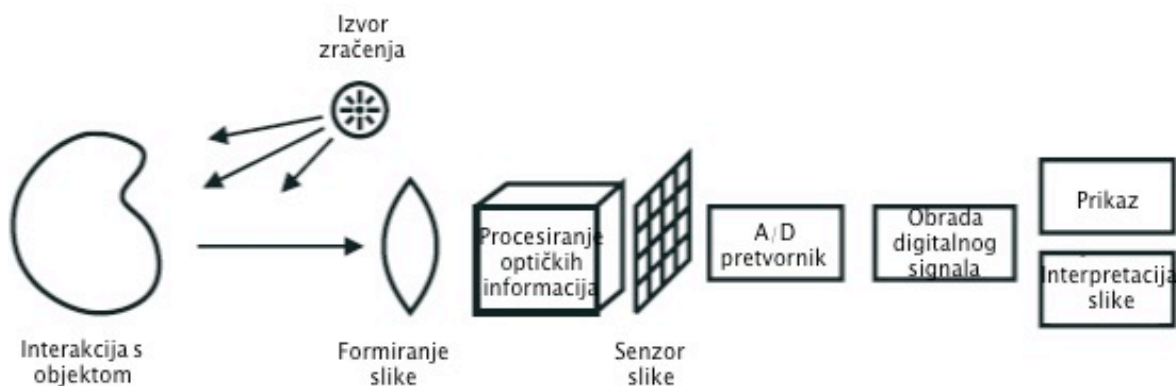 Izvor
zračenja
Interakcija s
objektom
Formiranje
slike
Procesiranje
optičkih
informacija
Senzor
slike
A/D
pretvornik
Obrada
digitalnog
signala
Prikaz
Interpretacija
slike